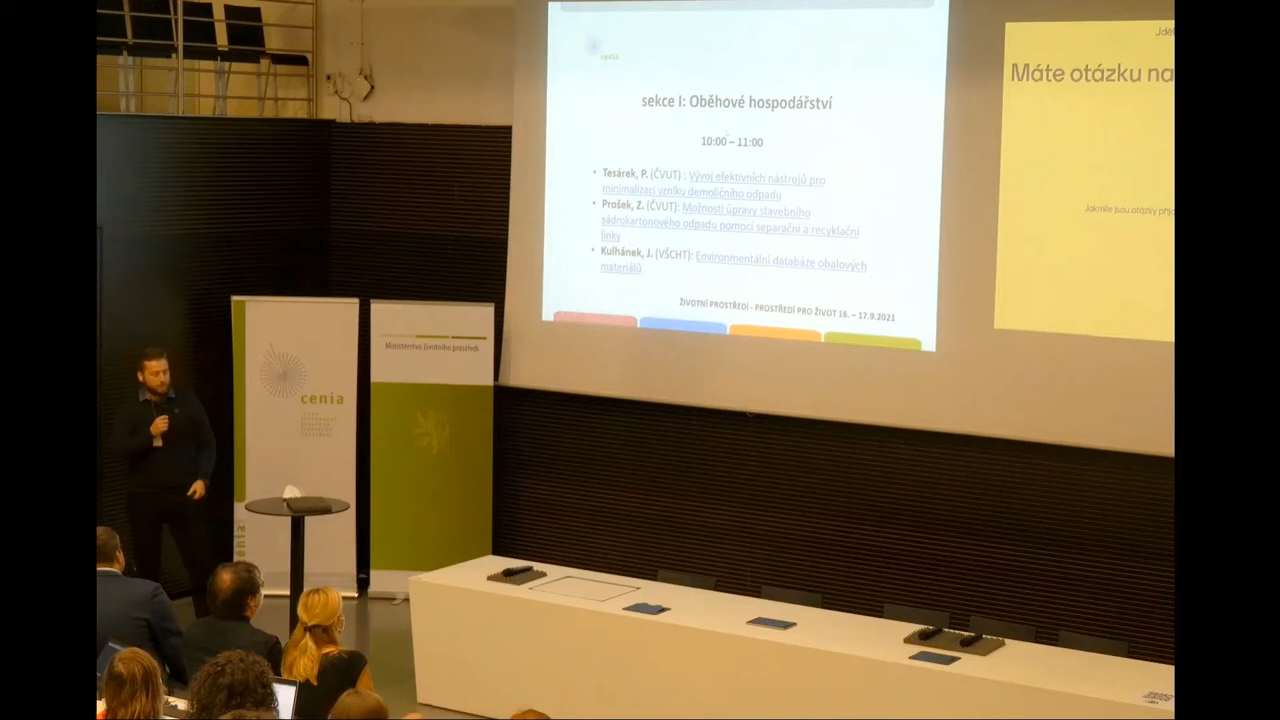 cenia
sekce I: Oběhové hospodářství
10:00 – 11:00
• Tesárek, P. (ČVUT) : Vývoj efektivních nástrojů pro
minimalizaci vzniku demoličního odpadu
• Prošek, Z. (ČVUT): Možnosti úpravy stavebního
sádrokartonového odpadu pomocí separační a recyklační
linky
• Kulhánek, J. (VŠCHT): Environmentální databáze obalových
materiálů
ŽIVOTNÍ PROSTŘEDÍ - PROSTŘEDÍ PRO ŽIVOT 16. – 17.9.2021
Máte otázku na
Jakmile jsou otázky
Ministerstvo životního prostředí
cenia